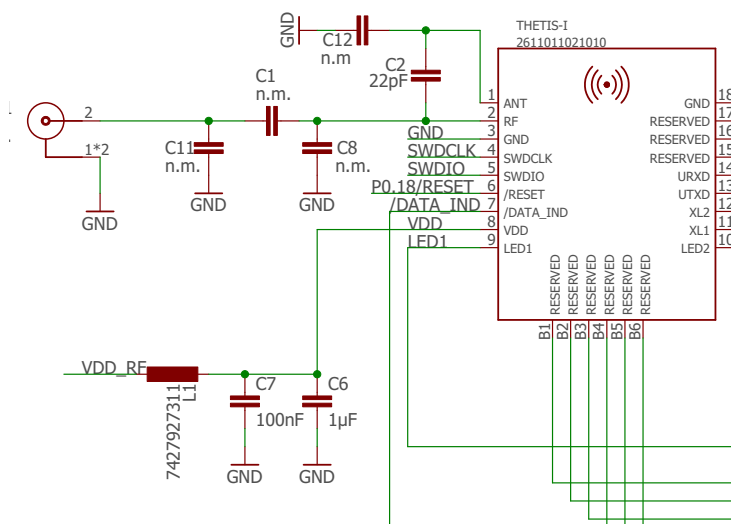 THETIS-I
2611011021010
GND
C12
n.m
C2
22pF
C1
n.m.
2
1*2
GND
C11
n.m.
GND
C8
n.m.
GND
GND
SWDCLK
SWDIO
P0.18/RESET
/DATA_IND
VDD
LED1
1 ANT
2 RF
3 GND
4 SWDCLK
5 SWDIO
6 /RESET
7 /DATA_IND
8 VDD
9 LED1
GND 18
RESERVED 17
RESERVED 16
RESERVED 15
URXD 14
UTXD 13
XL2 12
XL1 11
LED2 10
B1 RESERVED
B2 RESERVED
B3 RESERVED
B4 RESERVED
B5 RESERVED
B6 RESERVED
VDD_RF
L1
7427927311
C7
100nF
GND
C6
1µF
GND